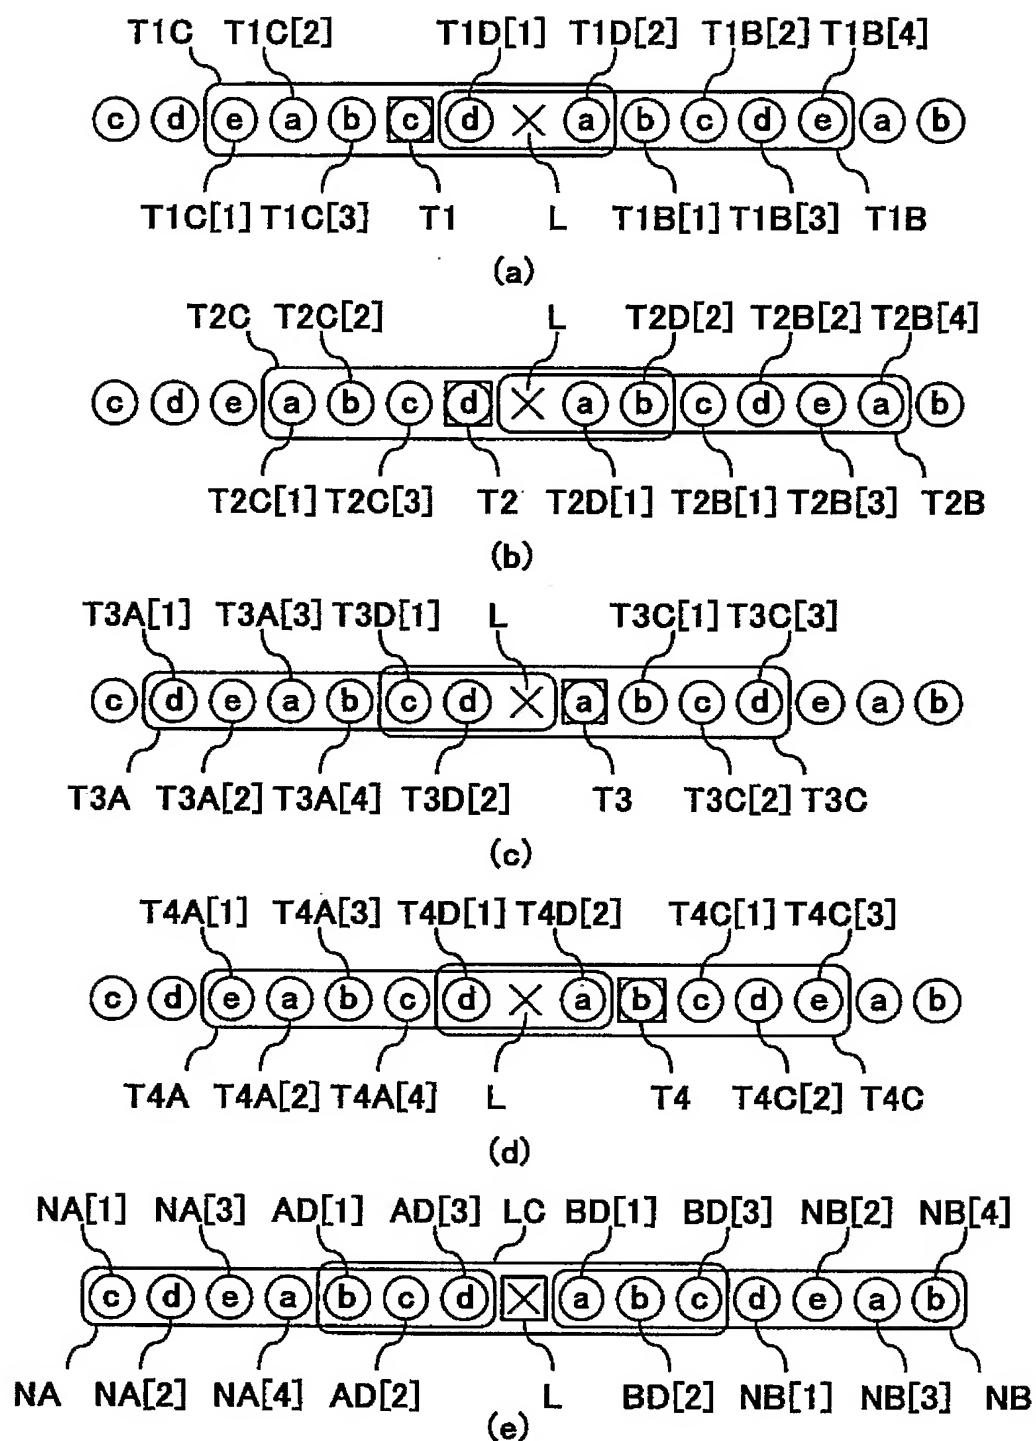 T1C T1C[2] T1D[1] T1D[2] T1B[2] T1B[4]
c d e a b c d × a b c d e a b
T1C[1] T1C[3] T1 L T1B[1] T1B[3] T1B
(a)
T2C T2C[2] L T2D[2] T2B[2] T2B[4]
c d e a b c d × a b c d e a b
T2C[1] T2C[3] T2 T2D[1] T2B[1] T2B[3] T2B
(b)
T3A[1] T3A[3] T3D[1] L T3C[1] T3C[3]
c d e a b c d × a b c d e a b
T3A T3A[2] T3A[4] T3D[2] T3 T3C[2] T3C
(c)
T4A[1] T4A[3] T4D[1] T4D[2] T4C[1] T4C[3]
c d e a b c d × a b c d e a b
T4A T4A[2] T4A[4] L T4 T4C[2] T4C
(d)
NA[1] NA[3] AD[1] AD[3] LC BD[1] BD[3] NB[2] NB[4]
c d e a b c d × a b c d e a b
NA NA[2] NA[4] AD[2] L BD[2] NB[1] NB[3] NB
(e)